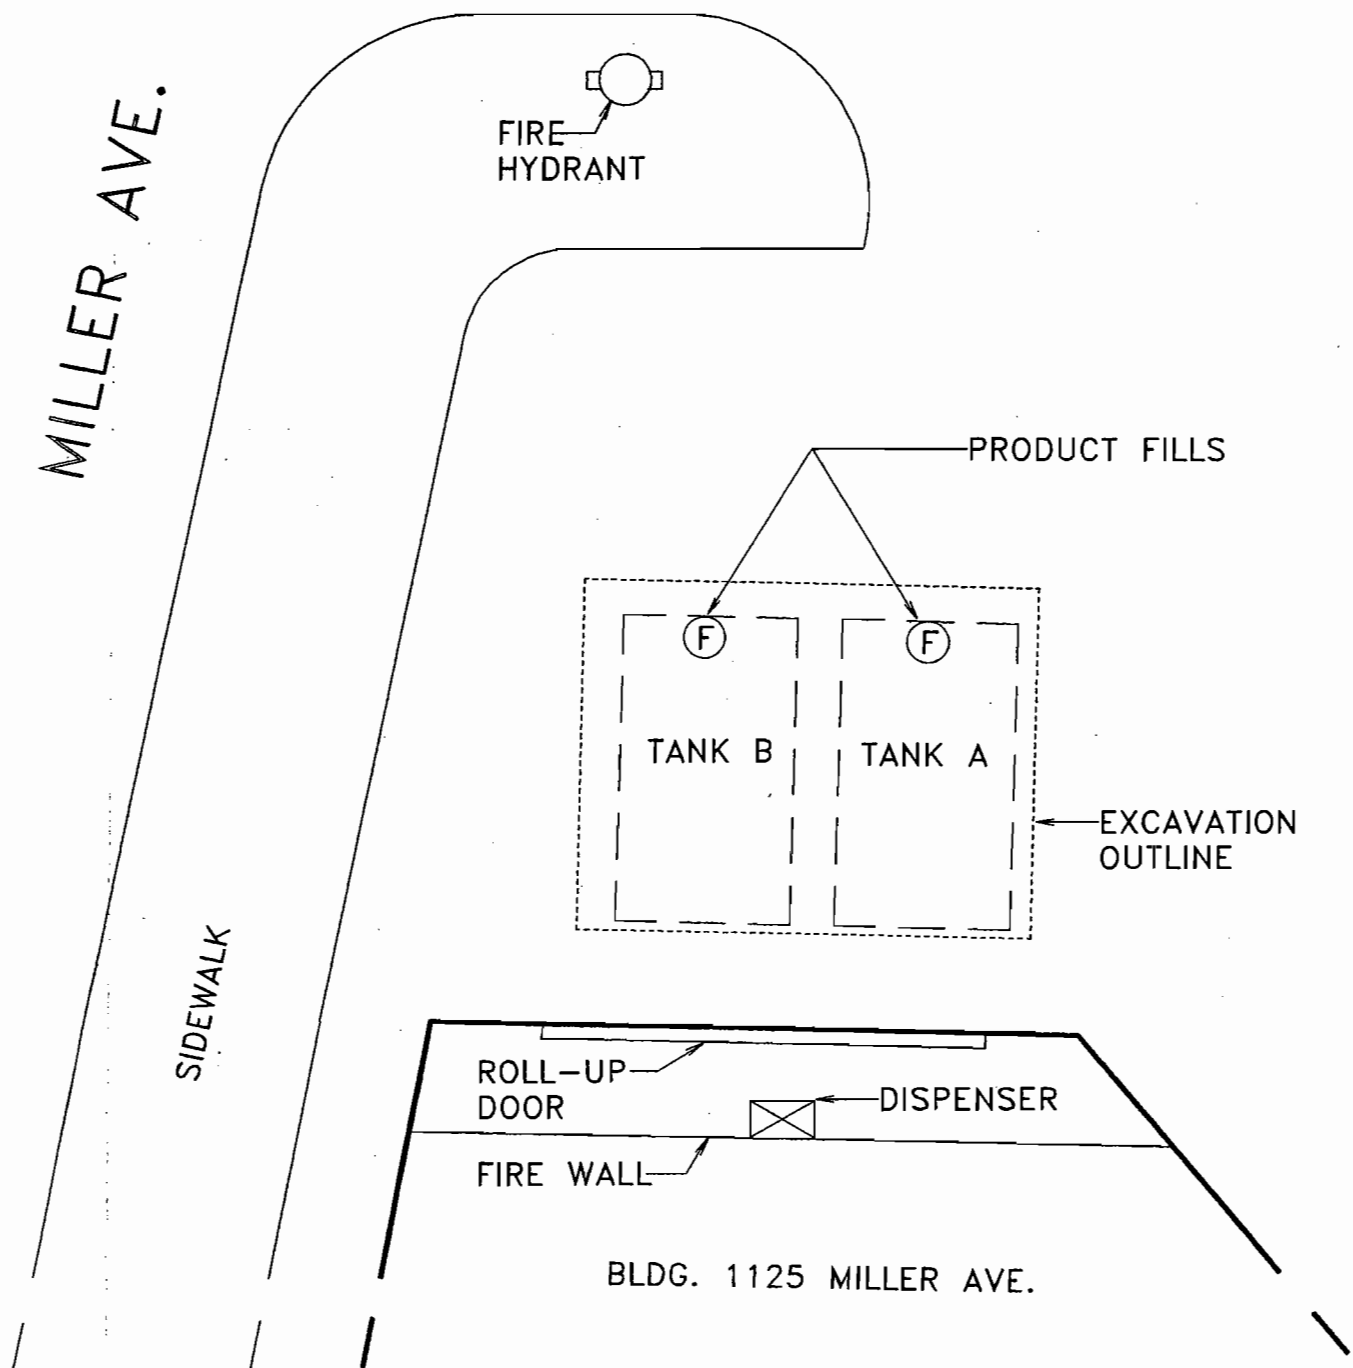 MILLER AVE.
FIRE
HYDRANT
PRODUCT FILLS
F
F
TANK B
TANK A
EXCAVATION
OUTLINE
SIDEWALK
ROLL-UP
DOOR
DISPENSER
FIRE WALL
BLDG. 1125 MILLER AVE.